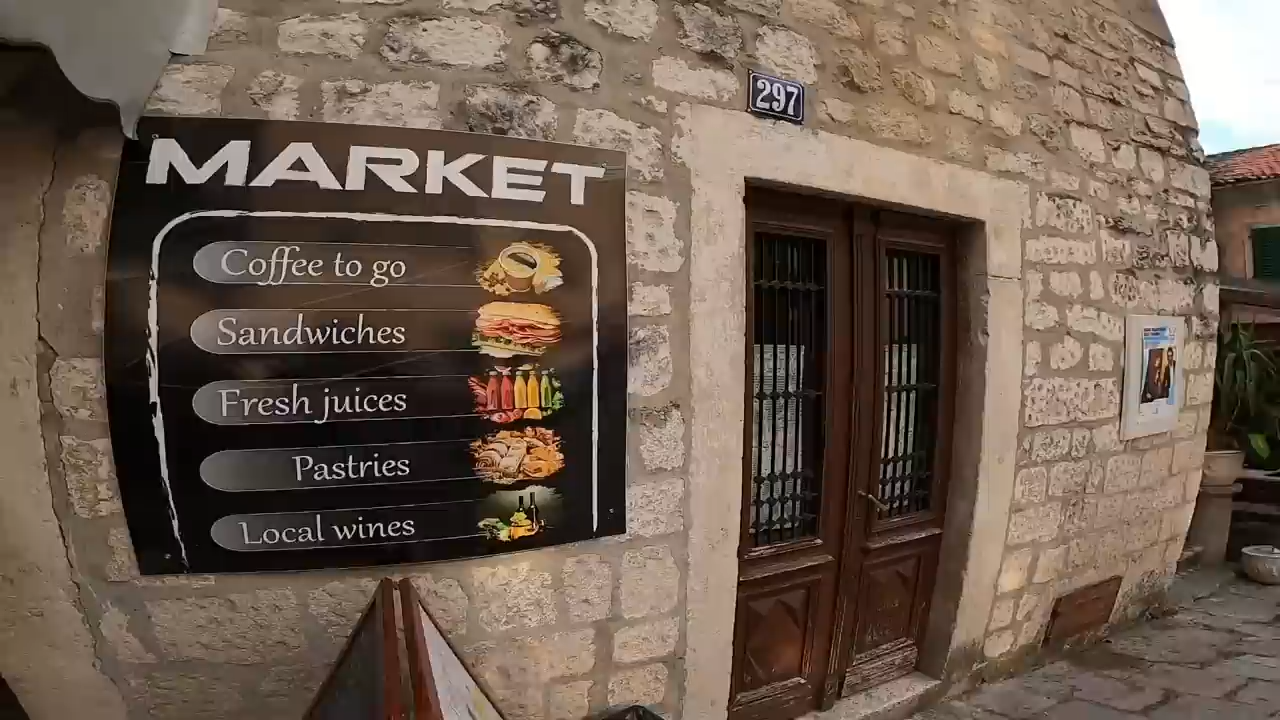 297
MARKET
Coffee to go
Sandwiches
Fresh juices
Pastries
Local wines